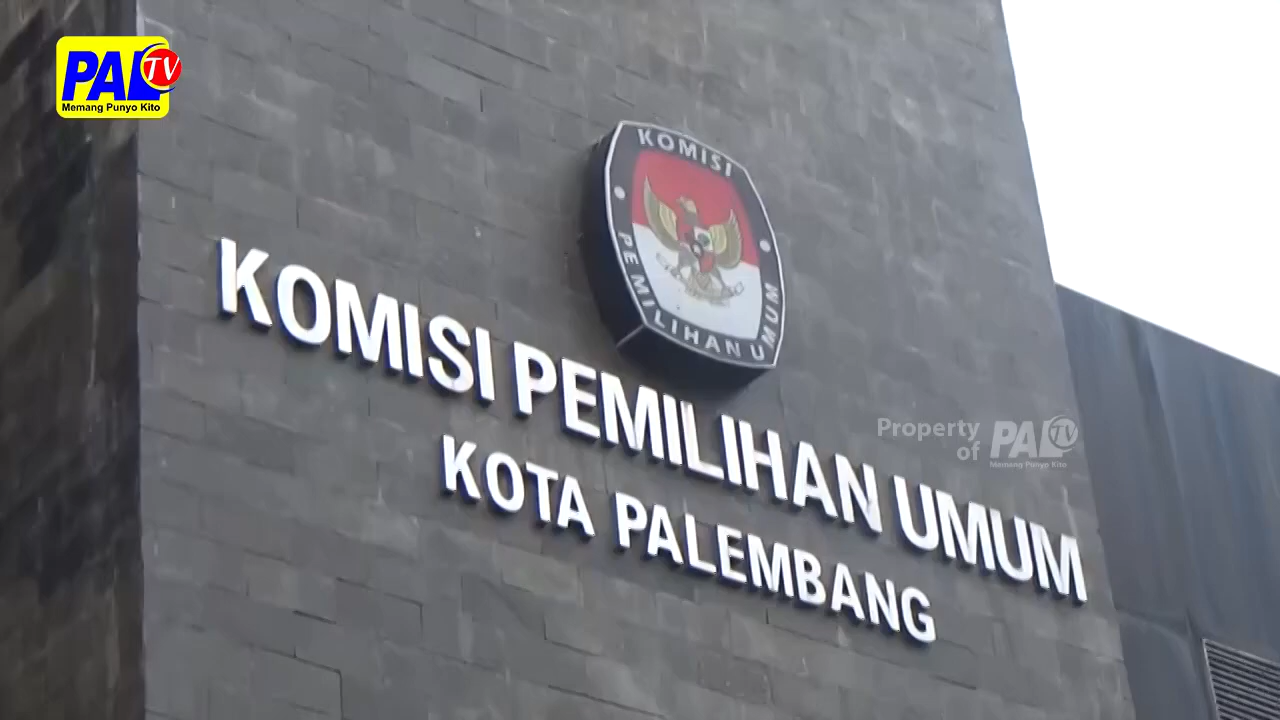 PAL TV
Memang Punyo Kito
KOMISI
PEMILIHAN UMUM
KOMISI PEMILIHAN UMUM
KOTA PALEMBANG
Property
of PAL TV
Memang Punyo Kito